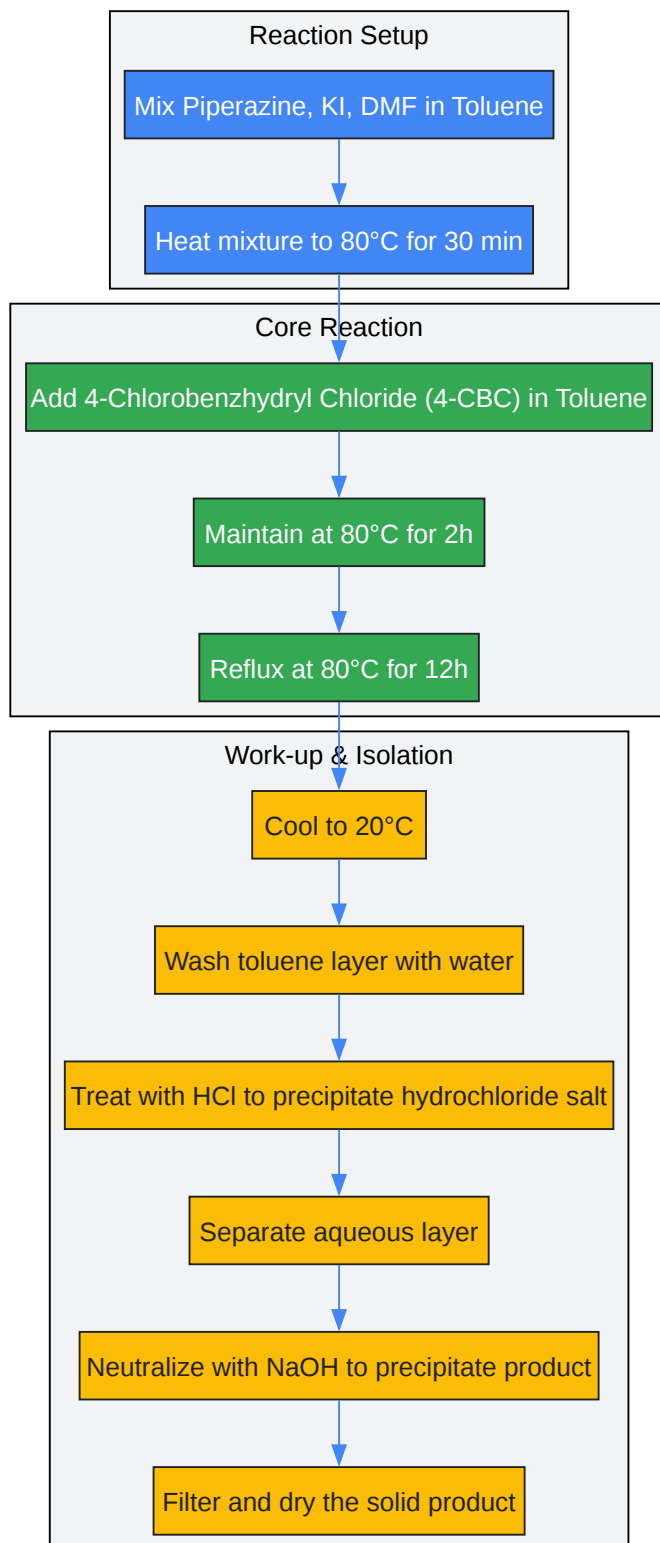 Reaction Setup
Mix Piperazine, KI, DMF in Toluene
Heat mixture to 80°C for 30 min
Core Reaction
Add 4-Chlorobenzhydryl Chloride (4-CBC) in Toluene
Maintain at 80°C for 2h
Reflux at 80°C for 12h
Work-up & Isolation
Cool to 20°C
Wash toluene layer with water
Treat with HCl to precipitate hydrochloride salt
Separate aqueous layer
Neutralize with NaOH to precipitate product
Filter and dry the solid product